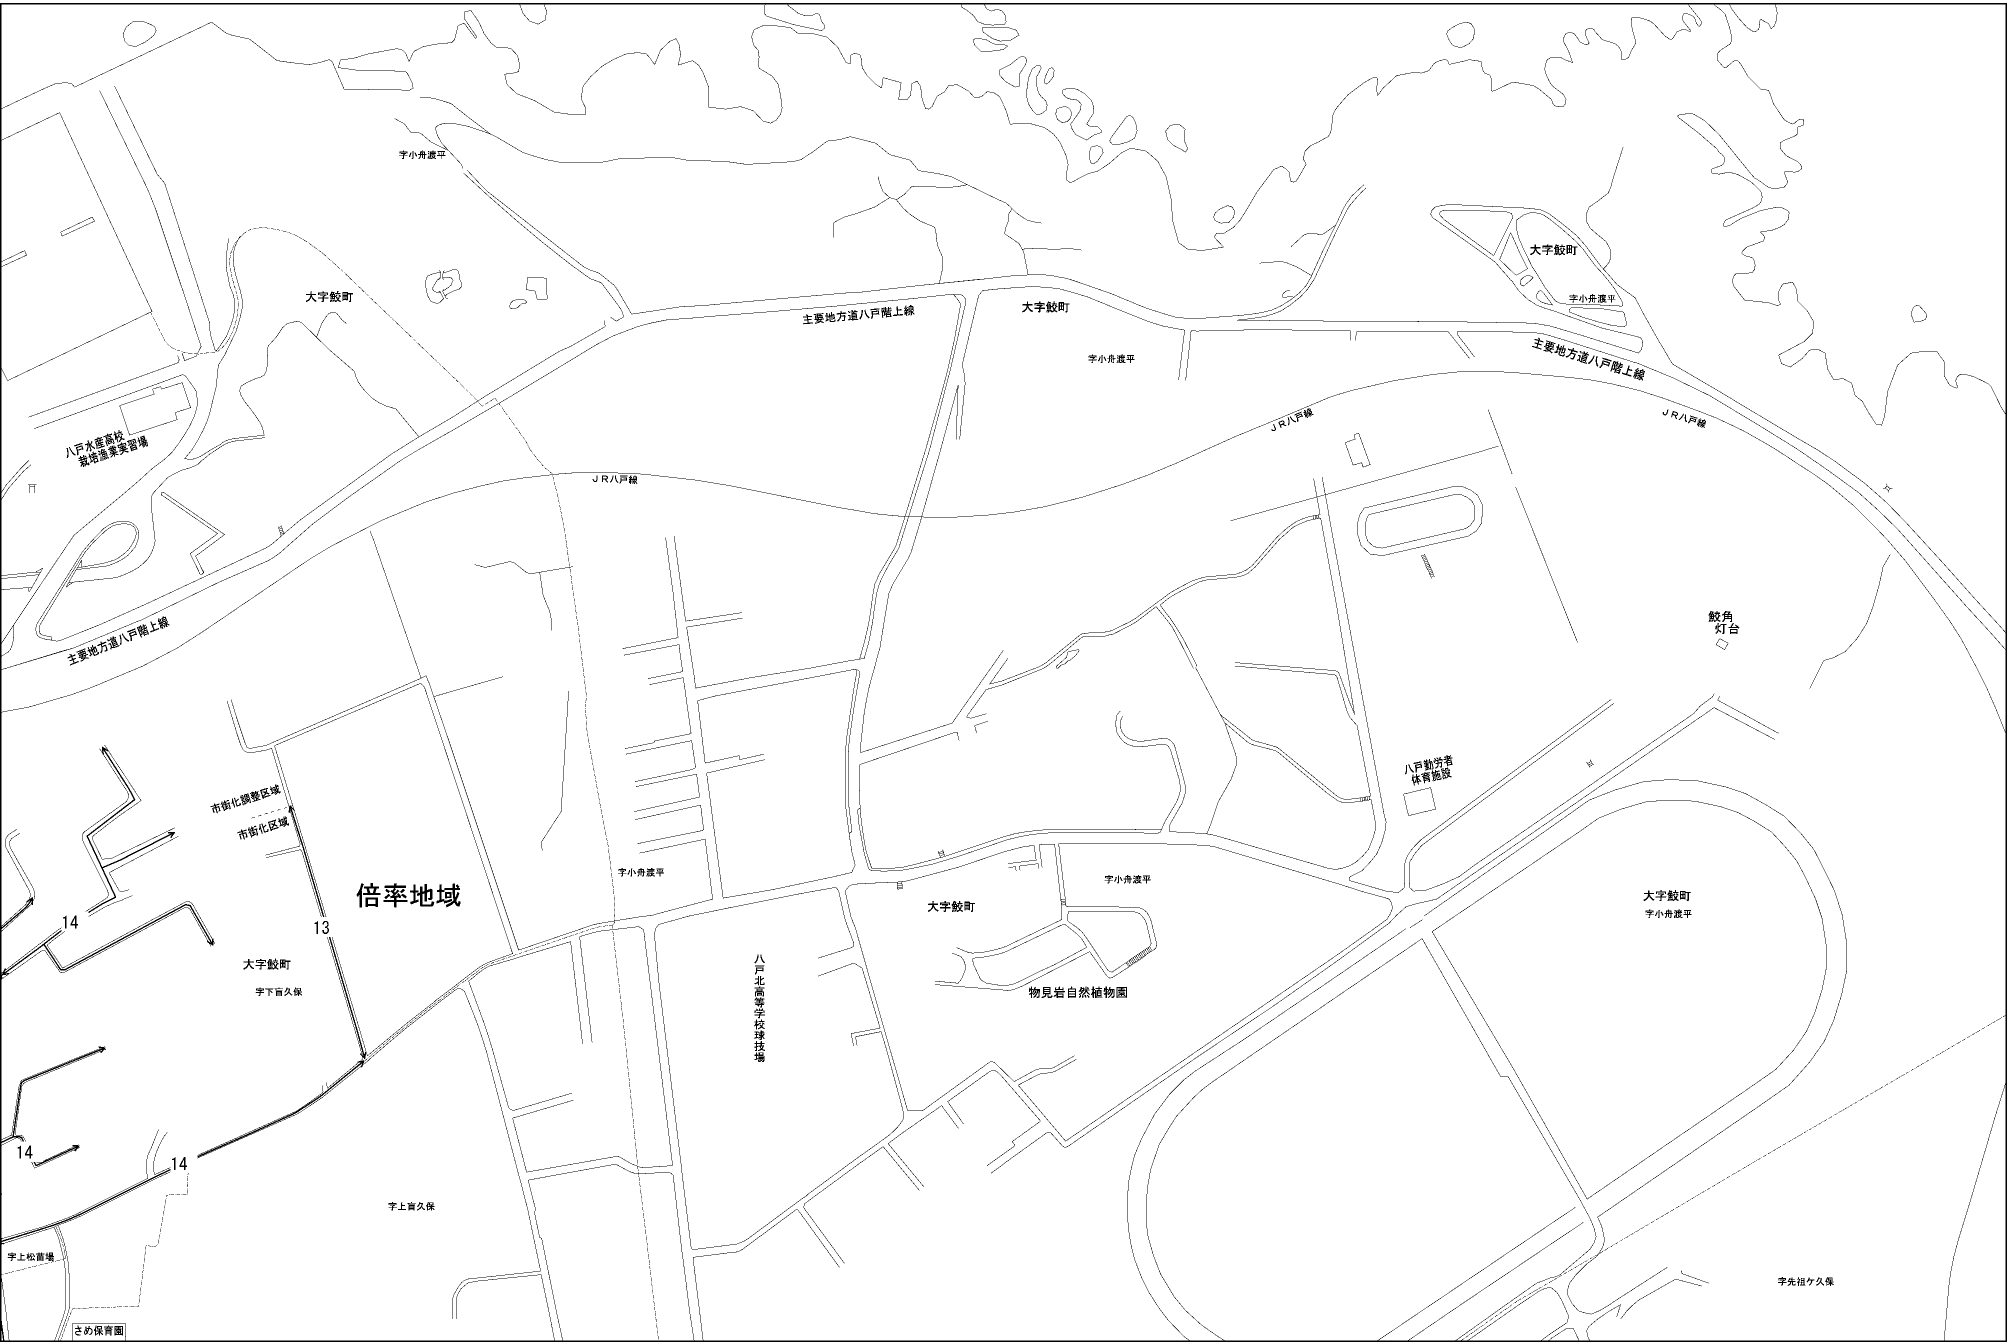 字小舟渡平
大字鮫町
大字鮫町
字小舟渡平
主要地方道八戸階上線
大字鮫町
字小舟渡平
主要地方道八戸階上線
JR八戸線
JR八戸線
八戸水産高校
栽培漁業実習場
JR八戸線
鮫角
灯台
主要地方道八戸階上線
八戸勤労者
体育施設
市街化調整区域
市街化区域
字小舟渡平
字小舟渡平
倍率地域
大字鮫町
大字鮫町
字小舟渡平
14
13
大字鮫町
字下盲久保
八戸北高等学校球技場
物見岩自然植物園
14
14
字上盲久保
字上松苗場
字先祖ケ久保
さめ保育園